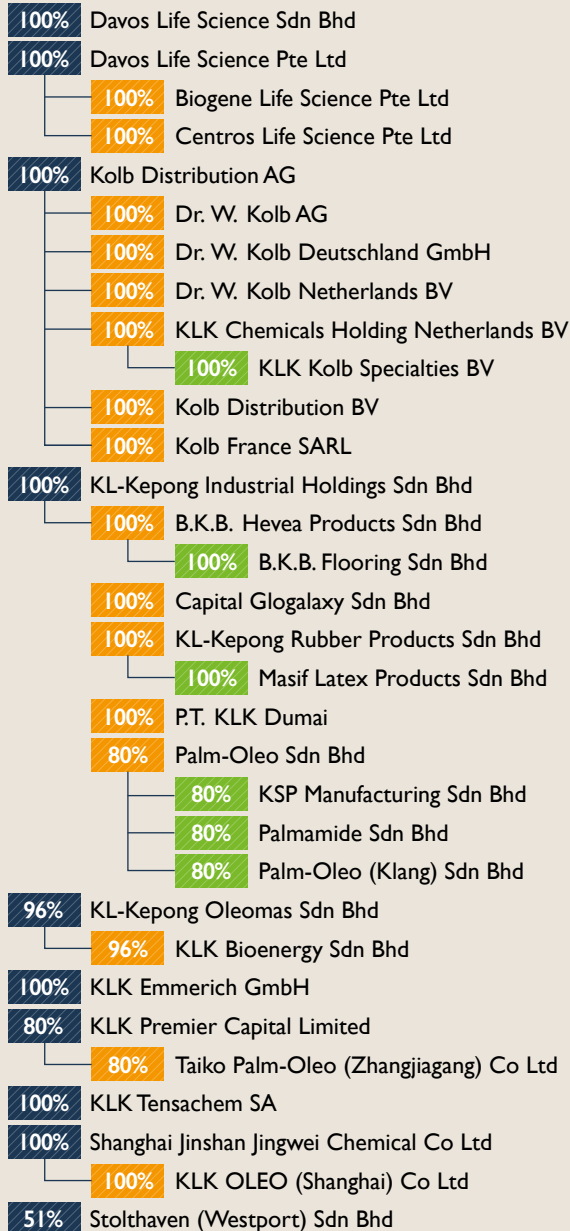 100% Davos Life Science Sdn Bhd
100% Davos Life Science Pte Ltd
100% Biogene Life Science Pte Ltd
100% Centros Life Science Pte Ltd
100% Kolb Distribution AG
100% Dr. W. Kolb AG
100% Dr. W. Kolb Deutschland GmbH
100% Dr. W. Kolb Netherlands BV
100% KLK Chemicals Holding Netherlands BV
100% KLK Kolb Specialties BV
100% Kolb Distribution BV
100% Kolb France SARL
100% KL-Kepong Industrial Holdings Sdn Bhd
100% B.K.B. Hevea Products Sdn Bhd
100% B.K.B. Flooring Sdn Bhd
100% Capital Glogalaxy Sdn Bhd
100% KL-Kepong Rubber Products Sdn Bhd
100% Masif Latex Products Sdn Bhd
100% P.T. KLK Dumai
80% Palm-Oleo Sdn Bhd
80% KSP Manufacturing Sdn Bhd
80% Palmamide Sdn Bhd
80% Palm-Oleo (Klang) Sdn Bhd
96% KL-Kepong Oleomas Sdn Bhd
96% KLK Bioenergy Sdn Bhd
100% KLK Emmerich GmbH
80% KLK Premier Capital Limited
80% Taiko Palm-Oleo (Zhangjiagang) Co Ltd
100% KLK Tensachem SA
100% Shanghai Jinshan Jingwei Chemical Co Ltd
100% KLK OLEO (Shanghai) Co Ltd
51% Stolthaven (Westport) Sdn Bhd